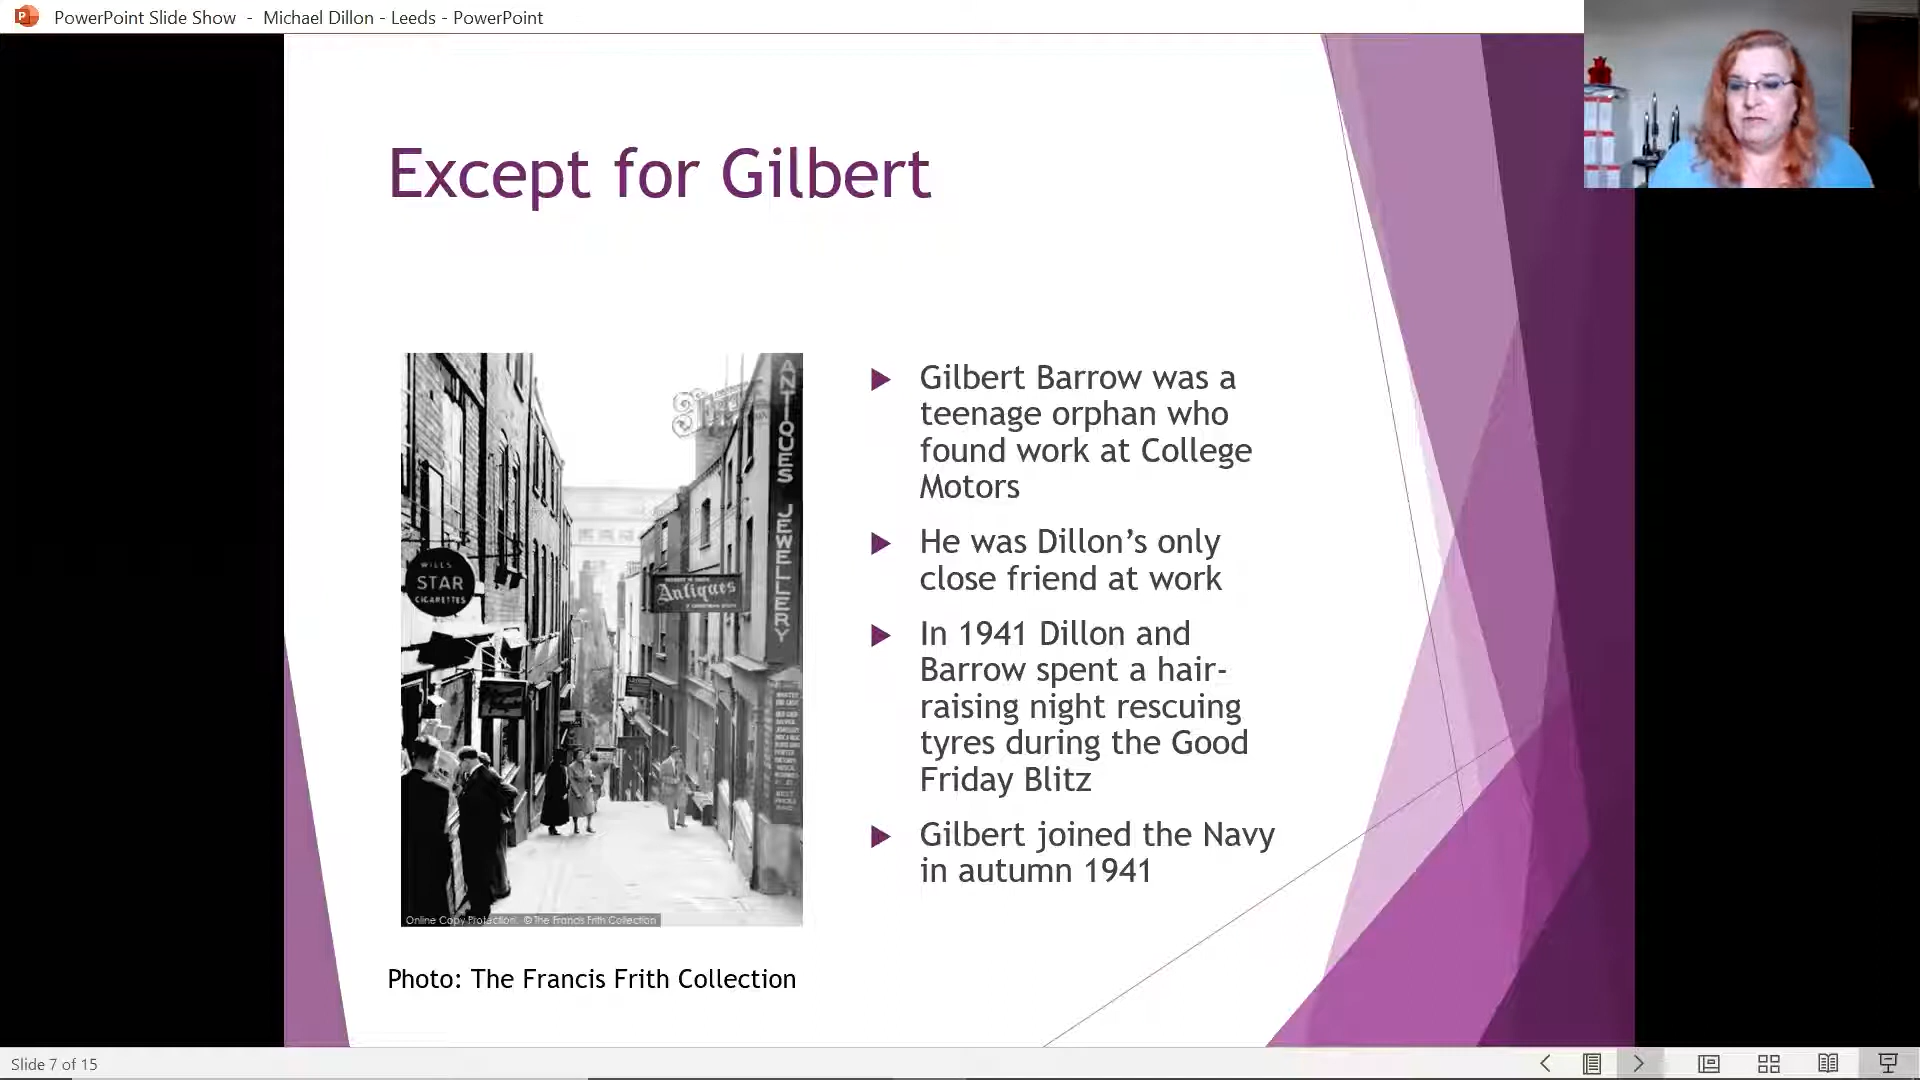 PowerPoint Slide Show - Michael Dillon - Leeds - PowerPoint
Except for Gilbert
ANTIQUES JEWELLERY
WILLS
STAR
CIGARETTES
Antiques
Online Copy Protection. © The Francis Frith Collection
Photo: The Francis Frith Collection
Gilbert Barrow was a
teenage orphan who
found work at College
Motors
He was Dillon’s only
close friend at work
In 1941 Dillon and
Barrow spent a hair-
raising night rescuing
tyres during the Good
Friday Blitz
Gilbert joined the Navy
in autumn 1941
Slide 7 of 15